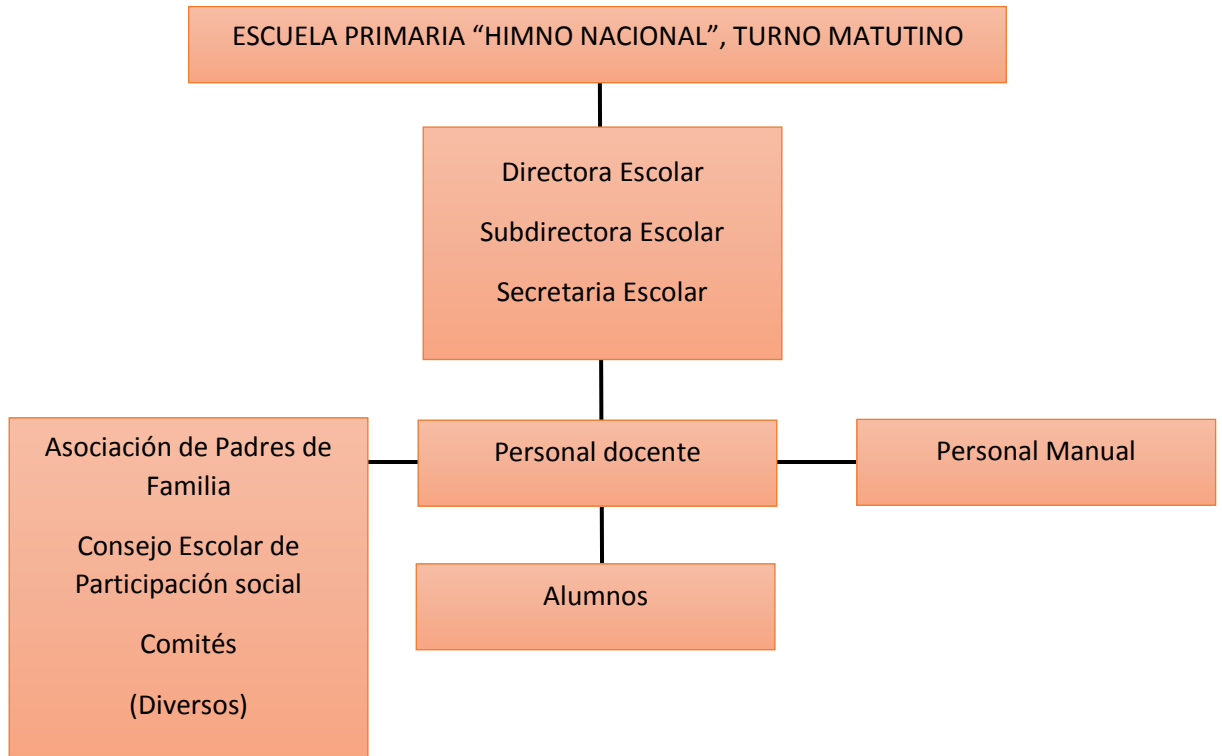 ESCUELA PRIMARIA “HIMNO NACIONAL”, TURNO MATUTINO
Directora Escolar
Subdirectora Escolar
Secretaria Escolar
Asociación de Padres de
Familia
Consejo Escolar de
Participación social
Comités
(Diversos)
Personal docente
Personal Manual
Alumnos